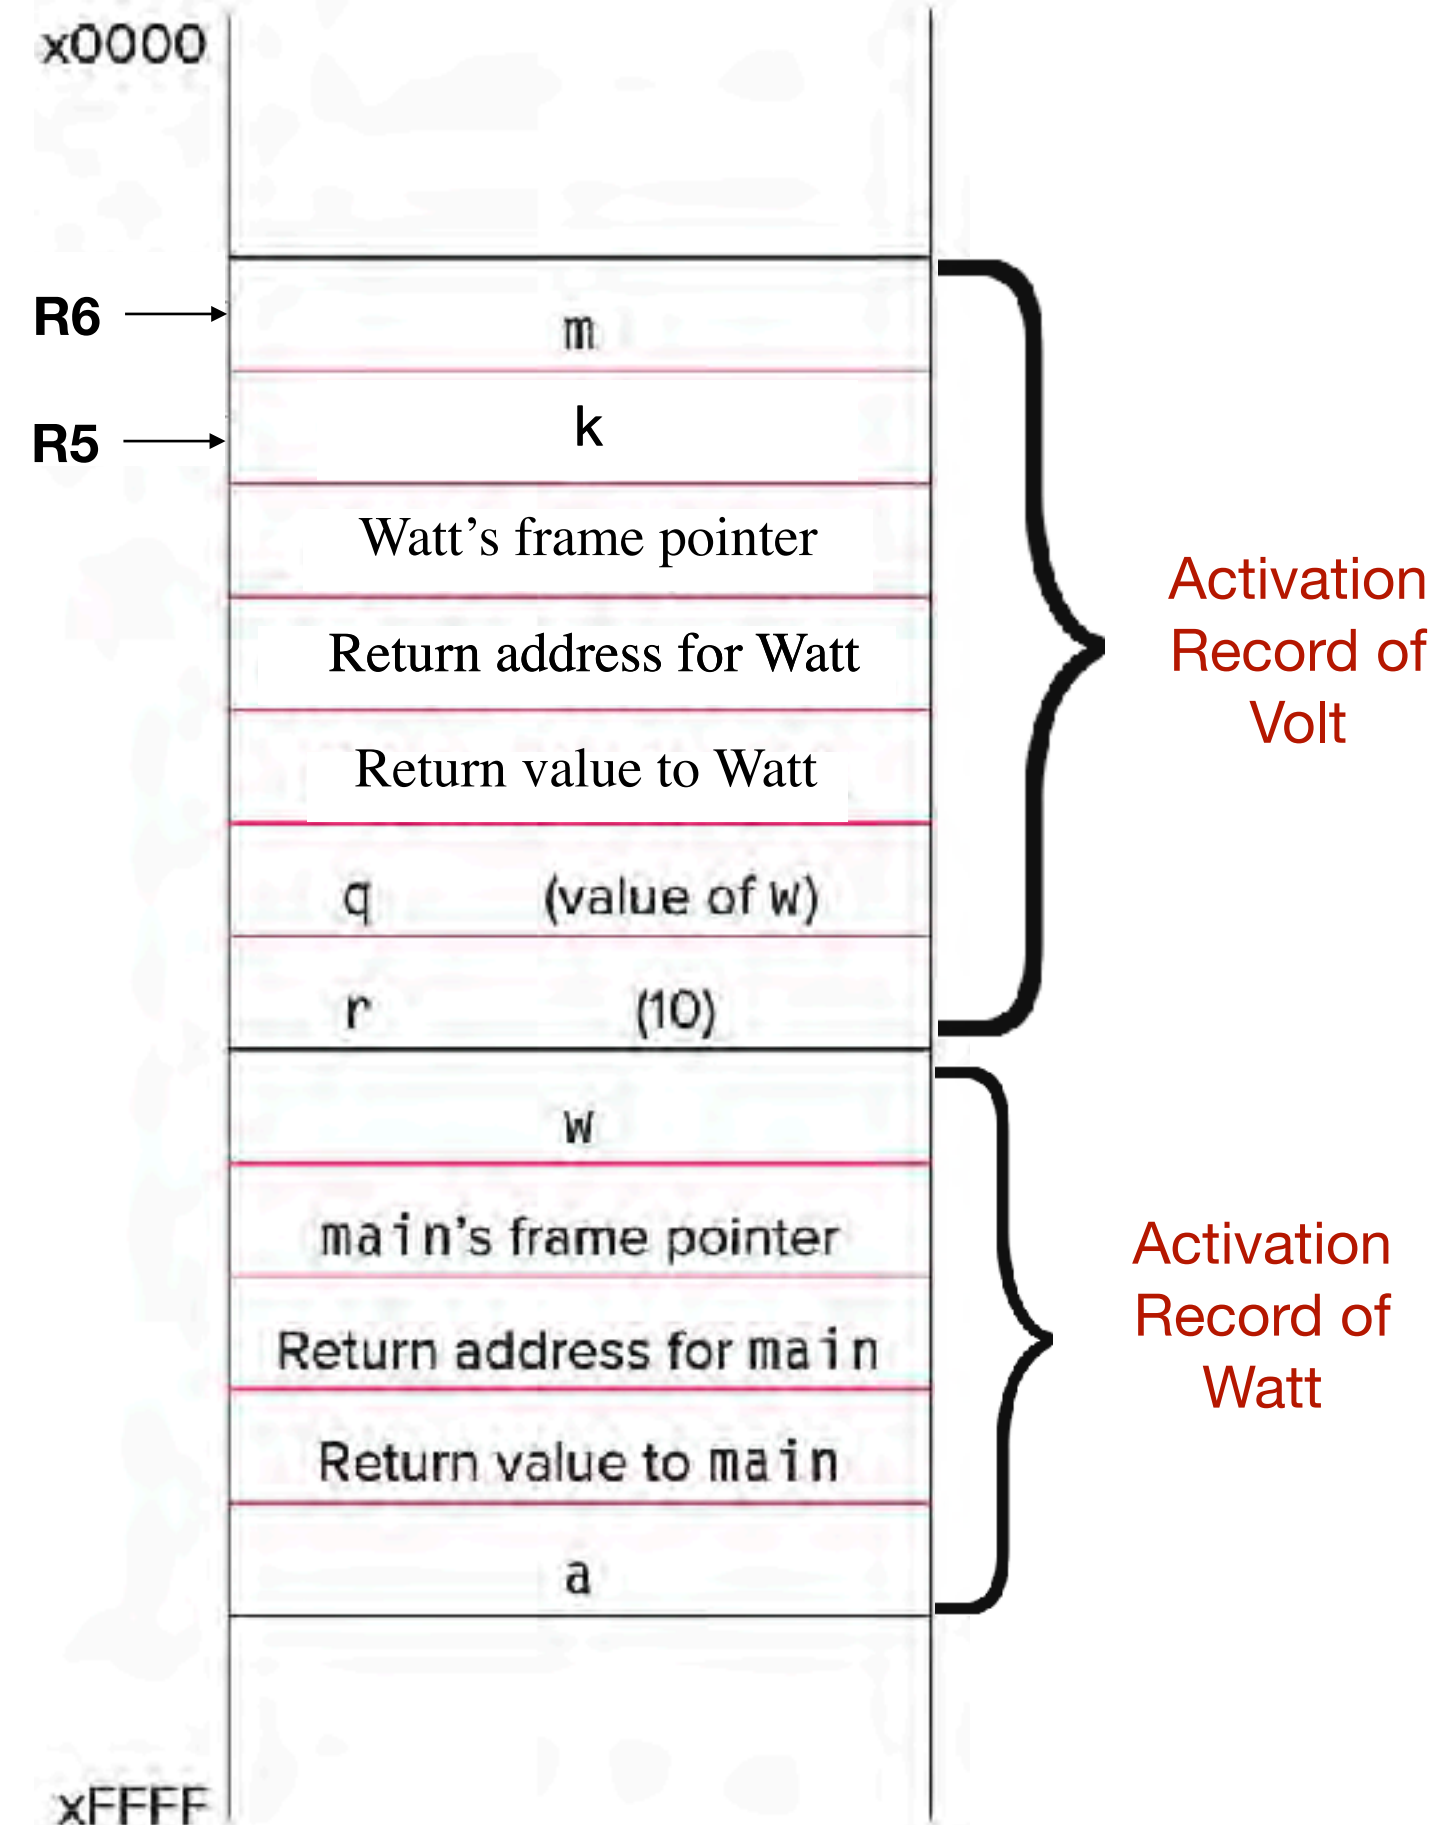 x0000
R6
m
R5
k
Watt's frame pointer
Return address for Watt
Return value to Watt
q (value of w)
r (10)
Activation
Record of
Volt
w
main's frame pointer
Return address for main
Return value to main
a
Activation
Record of
Watt
xFFFF